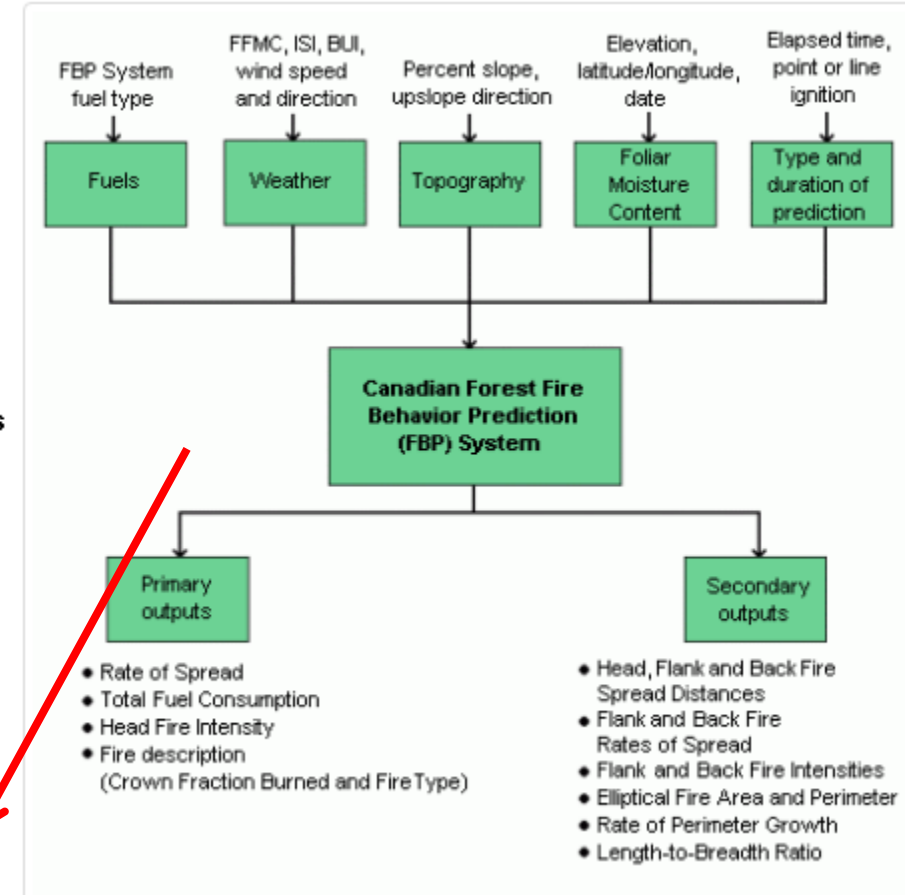 FBP System
fuel type
FFMC, ISI, BUI,
wind speed
and direction
Percent slope,
upslope direction
Elevation,
latitude/longitude,
date
Elapsed time,
point or line
ignition
Fuels
Weather
Topography
Foliar
Moisture
Content
Type and
duration of
prediction
Canadian Forest Fire
Behavior Prediction
(FBP) System
s
Primary
outputs
● Rate of Spread
● Total Fuel Consumption
● Head Fire Intensity
● Fire description
(Crown Fraction Burned and Fire Type)
Secondary
outputs
● Head, Flank and Back Fire
Spread Distances
● Flank and Back Fire
Rates of Spread
● Flank and Back Fire Intensities
● Elliptical Fire Area and Perimeter
● Rate of Perimeter Growth
● Length-to-Breadth Ratio